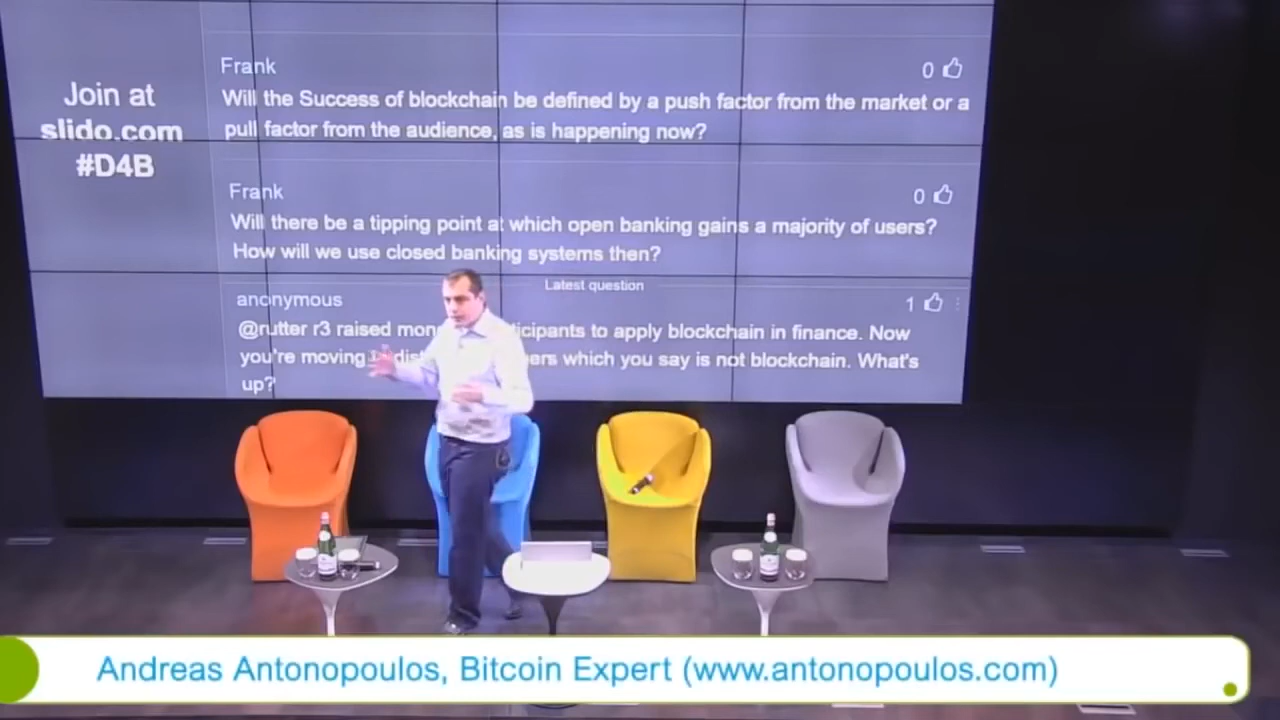 Join at
slido.com
#D4B
Frank
0
Will the Success of blockchain be defined by a push factor from the market or a
pull factor from the audience, as is happening now?
Frank
0
Will there be a tipping point at which open banking gains a majority of users?
How will we use closed banking systems then?
Latest question
anonymous
1
@rutter r3 raised to apply blockchain in finance. Now
you're moving which you say is not blockchain. What's
up?
Andreas Antonopoulos, Bitcoin Expert (www.antonopoulos.com)